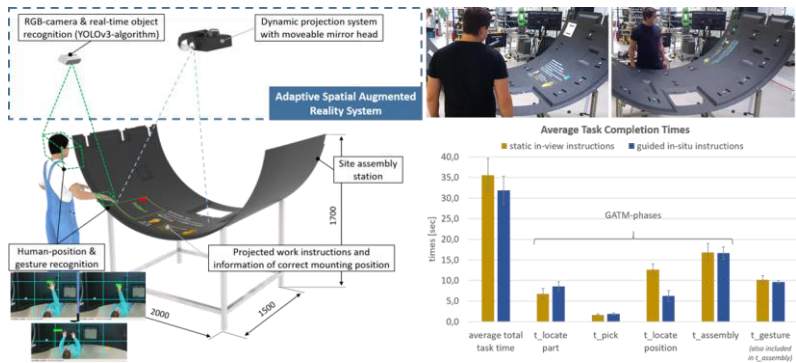 RGB-camera & real-time object
recognition (YOLOv3-algorithm)
Dynamic projection system
with moveable mirror head
Adaptive Spatial Augmented
Reality System
Site assembly
station
1700
Human-position &
gesture recognition
Projected work instructions and
information of correct mounting position
2000
1500
Average Task Completion Times
static in-view instructions
guided in-situ instructions
times [sec]
40,0
35,0
30,0
25,0
20,0
15,0
10,0
5,0
0,0
GATM-phases
average total
task time
t_locate
part
t_pick
t_locate
position
t_assembly
t_gesture
(also included
in t_assembly)